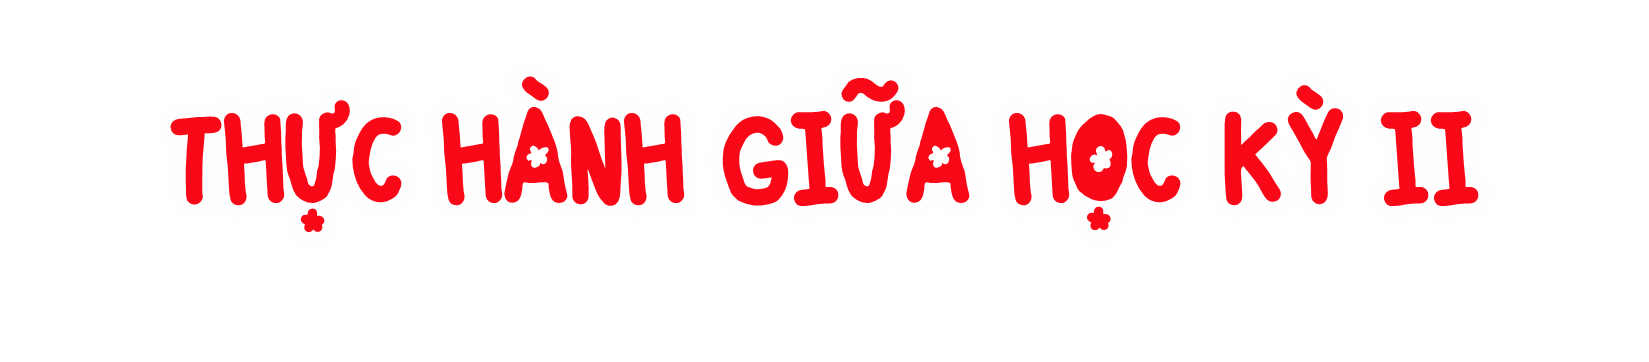 THỰC HÀNH GIỮA HỌC KỲ II